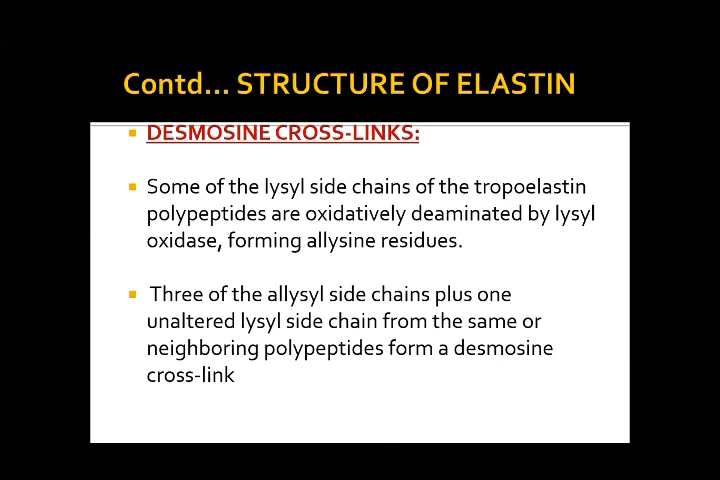 Contd... STRUCTURE OF ELASTIN
▪ DESMOSINE CROSS-LINKS:
▪ Some of the lysyl side chains of the tropoelastin
polypeptides are oxidatively deaminated by lysyl
oxidase, forming allysine residues.
▪ Three of the allysyl side chains plus one
unaltered lysyl side chain from the same or
neighboring polypeptides form a desmosine
cross-link